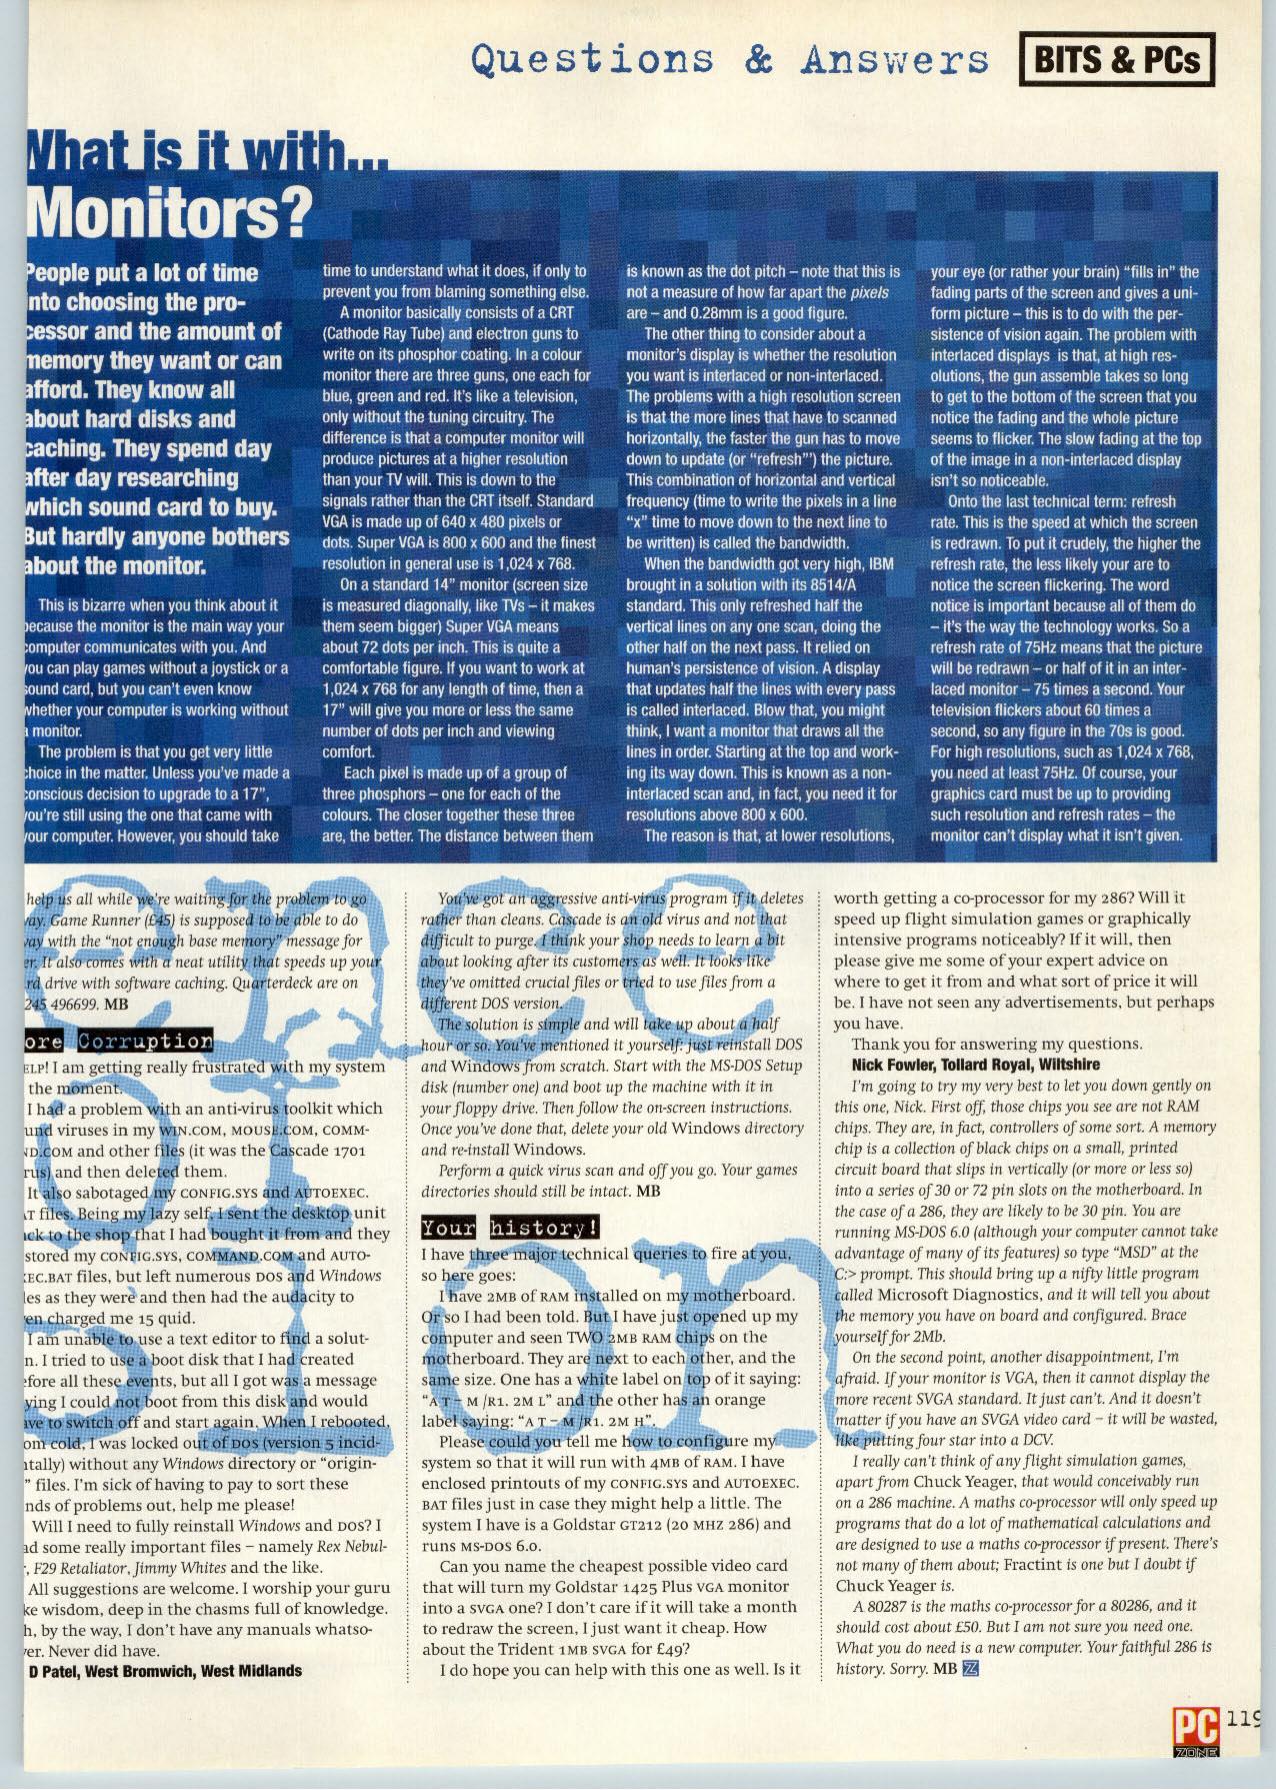 Questions & Answers BITS & PCs
What is it with...
Monitors?
People put a lot of time
into choosing the pro-
cessor and the amount of
memory they want or can
afford. They know all
about hard disks and
caching. They spend day
after day researching
which sound card to buy.
But hardly anyone bothers
about the monitor.
This is bizarre when you think about it
because the monitor is the main way your
computer communicates with you. And
you can play games without a joystick or a
sound card, but you can't even know
whether your computer is working without
a monitor.
The problem is that you get very little
choice in the matter. Unless you've made a
conscious decision to upgrade to a 17",
you're still using the one that came with
your computer. However, you should take
time to understand what it does, if only to
prevent you from blaming something else.
A monitor basically consists of a CRT
(Cathode Ray Tube) and electron guns to
write on its phosphor coating. In a colour
monitor there are three guns, one each for
blue, green and red. It's like a television,
only without the tuning circuitry. The
difference is that a computer monitor will
produce pictures at a higher resolution
than your TV will. This is down to the
signals rather than the CRT itself. Standard
VGA is made up of 640 x 480 pixels or
dots. Super VGA is 800 x 600 and the finest
resolution in general use is 1,024 x 768.
On a standard 14" monitor (screen size
is measured diagonally, like TVs – it makes
them seem bigger) Super VGA means
about 72 dots per inch. This is quite a
comfortable figure. If you want to work at
1,024 x 768 for any length of time, then a
17" will give you more or less the same
number of dots per inch and viewing
comfort.
Each pixel is made up of a group of
three phosphors – one for each of the
colours. The closer together these three
are, the better. The distance between them
is known as the dot pitch – note that this is
not a measure of how far apart the pixels
are – and 0.28mm is a good figure.
The other thing to consider about a
monitor's display is whether the resolution
you want is interlaced or non-interlaced.
The problems with a high resolution screen
is that the more lines that have to scanned
horizontally, the faster the gun has to move
down to update (or "refresh"') the picture.
This combination of horizontal and vertical
frequency (time to write the pixels in a line
"x" time to move down to the next line to
be written) is called the bandwidth.
When the bandwidth got very high, IBM
brought in a solution with its 8514/A
standard. This only refreshed half the
vertical lines on any one scan, doing the
other half on the next pass. It relied on
human's persistence of vision. A display
that updates half the lines with every pass
is called interlaced. Blow that, you might
think, I want a monitor that draws all the
lines in order. Starting at the top and work-
ing its way down. This is known as a non-
interlaced scan and, in fact, you need it for
resolutions above 800 x 600.
The reason is that, at lower resolutions,
your eye (or rather your brain) "fills in" the
fading parts of the screen and gives a uni-
form picture – this is to do with the per-
sistence of vision again. The problem with
interlaced displays is that, at high res-
olutions, the gun assemble takes so long
to get to the bottom of the screen that you
notice the fading and the whole picture
seems to flicker. The slow fading at the top
of the image in a non-interlaced display
isn't so noticeable.
Onto the last technical term: refresh
rate. This is the speed at which the screen
is redrawn. To put it crudely, the higher the
refresh rate, the less likely your are to
notice the screen flickering. The word
notice is important because all of them do
– it's the way the technology works. So a
refresh rate of 75Hz means that the picture
will be redrawn – or half of it in an inter-
laced monitor – 75 times a second. Your
television flickers about 60 times a
second, so any figure in the 70s is good.
For high resolutions, such as 1,024 x 768,
you need at least 75Hz. Of course, your
graphics card must be up to providing
such resolution and refresh rates – the
monitor can't display what it isn't given.
help us all while we're waiting for the problem to go
ay. Game Runner (£45) is supposed to be able to do
ay with the "not enough base memory" message for
er. It also comes with a neat utility that speeds up your
rd drive with software caching. Quarterdeck are on
245 496699. MB
ore Corruption
ELP! I am getting really frustrated with my system
the moment.
I had a problem with an anti-virus toolkit which
und viruses in my WIN.COM, MOUSE.COM, COMM-
ND.COM and other files (it was the Cascade 1701
rus) and then deleted them.
It also sabotaged my CONFIG.SYS and AUTOEXEC.
AT files. Being my lazy self, I sent the desktop unit
ack to the shop that I had bought it from and they
stored my CONFIG.SYS, COMMAND.COM and AUTO-
EC.BAT files, but left numerous DOS and Windows
es as they were and then had the audacity to
en charged me 15 quid.
I am unable to use a text editor to find a solut-
n. I tried to use a boot disk that I had created
efore all these events, but all I got was a message
ying I could not boot from this disk and would
ave to switch off and start again. When I rebooted,
om cold, I was locked out of DOS (version 5 incid-
ntally) without any Windows directory or "origin-
" files. I'm sick of having to pay to sort these
nds of problems out, help me please!
Will I need to fully reinstall Windows and DOS? I
ad some really important files – namely Rex Nebul-
, F29 Retaliator, Jimmy Whites and the like.
All suggestions are welcome. I worship your guru
ke wisdom, deep in the chasms full of knowledge.
h, by the way, I don't have any manuals whatso-
er. Never did have.
D Patel, West Bromwich, West Midlands
You've got an aggressive anti-virus program if it deletes
rather than cleans. Cascade is an old virus and not that
difficult to purge. I think your shop needs to learn a bit
about looking after its customers as well. It looks like
they've omitted crucial files or tried to use files from a
different DOS version.
The solution is simple and will take up about a half
hour or so. You've mentioned it yourself: just reinstall DOS
and Windows from scratch. Start with the MS-DOS Setup
disk (number one) and boot up the machine with it in
your floppy drive. Then follow the on-screen instructions.
Once you've done that, delete your old Windows directory
and re-install Windows.
Perform a quick virus scan and off you go. Your games
directories should still be intact. MB
Your history!
I have three major technical queries to fire at you,
so here goes:
I have 2MB of RAM installed on my motherboard.
Or so I had been told. But I have just opened up my
computer and seen TWO 2MB RAM chips on the
motherboard. They are next to each other, and the
same size. One has a white label on top of it saying:
"A T – M /R1. 2M L" and the other has an orange
label saying: "A T – M /R1. 2M H".
Please could you tell me how to configure my
system so that it will run with 4MB of RAM. I have
enclosed printouts of my CONFIG.SYS and AUTOEXEC.
BAT files just in case they might help a little. The
system I have is a Goldstar GT212 (20 MHZ 286) and
runs MS-DOS 6.0.
Can you name the cheapest possible video card
that will turn my Goldstar 1425 Plus VGA monitor
into a SVGA one? I don't care if it will take a month
to redraw the screen, I just want it cheap. How
about the Trident 1MB SVGA for £49?
I do hope you can help with this one as well. Is it
worth getting a co-processor for my 286? Will it
speed up flight simulation games or graphically
intensive programs noticeably? If it will, then
please give me some of your expert advice on
where to get it from and what sort of price it will
be. I have not seen any advertisements, but perhaps
you have.
Thank you for answering my questions.
Nick Fowler, Tollard Royal, Wiltshire
I'm going to try my very best to let you down gently on
this one, Nick. First off, those chips you see are not RAM
chips. They are, in fact, controllers of some sort. A memory
chip is a collection of black chips on a small, printed
circuit board that slips in vertically (or more or less so)
into a series of 30 or 72 pin slots on the motherboard. In
the case of a 286, they are likely to be 30 pin. You are
running MS-DOS 6.0 (although your computer cannot take
advantage of many of its features) so type "MSD" at the
C:> prompt. This should bring up a nifty little program
called Microsoft Diagnostics, and it will tell you about
the memory you have on board and configured. Brace
yourself for 2Mb.
On the second point, another disappointment, I'm
afraid. If your monitor is VGA, then it cannot display the
more recent SVGA standard. It just can't. And it doesn't
matter if you have an SVGA video card – it will be wasted,
like putting four star into a DCV.
I really can't think of any flight simulation games,
apart from Chuck Yeager, that would conceivably run
on a 286 machine. A maths co-processor will only speed up
programs that do a lot of mathematical calculations and
are designed to use a maths co-processor if present. There's
not many of them about; Fractint is one but I doubt if
Chuck Yeager is.
A 80287 is the maths co-processor for a 80286, and it
should cost about £50. But I am not sure you need one.
What you do need is a new computer. Your faithful 286 is
history. Sorry. MB Z
PC ZONE 119